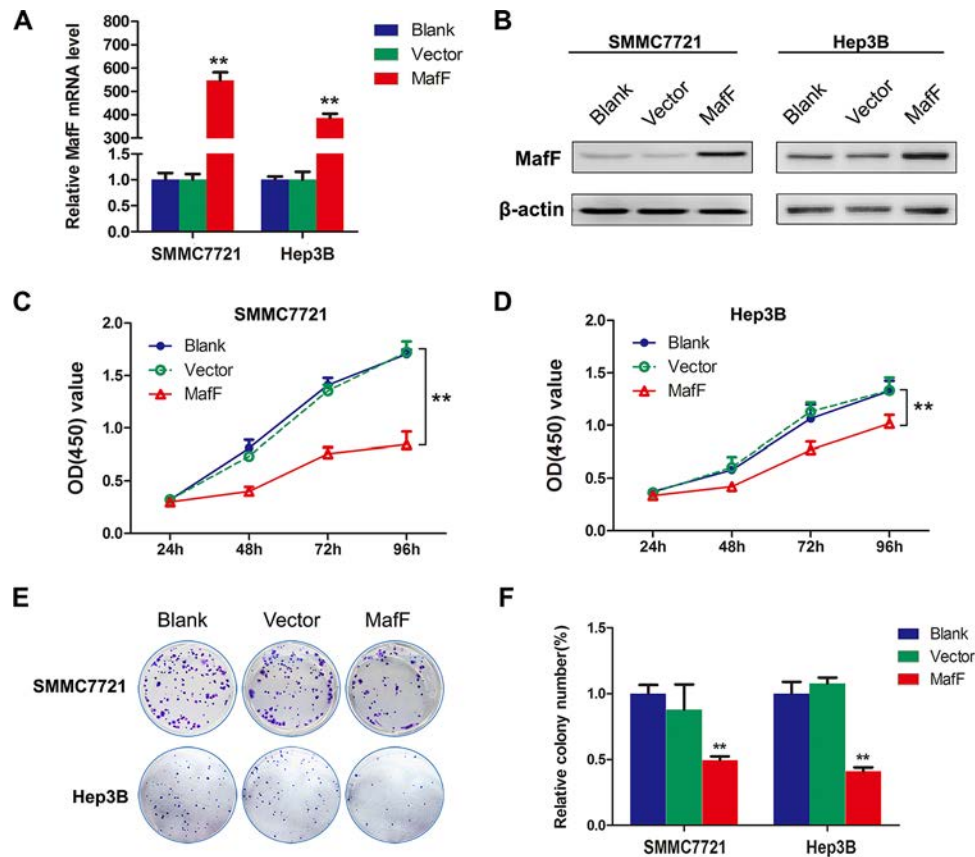 A
Relative MafF mRNA level
800
700
600
500
400
300
1.5
1.0
0.5
0.0
**
**
SMMC7721
Hep3B
Blank
Vector
MafF
B
SMMC7721
Hep3B
Blank
Vector
MafF
Blank
Vector
MafF
MafF
β-actin
C
SMMC7721
OD(450) value
2.0
1.5
1.0
0.5
0.0
Blank
Vector
MafF
**
24h
48h
72h
96h
D
Hep3B
OD(450) value
2.0
1.5
1.0
0.5
0.0
Blank
Vector
MafF
**
24h
48h
72h
96h
E
Blank
Vector
MafF
SMMC7721
Hep3B
F
Relative colony number(%)
1.5
1.0
0.5
0.0
**
**
SMMC7721
Hep3B
Blank
Vector
MafF